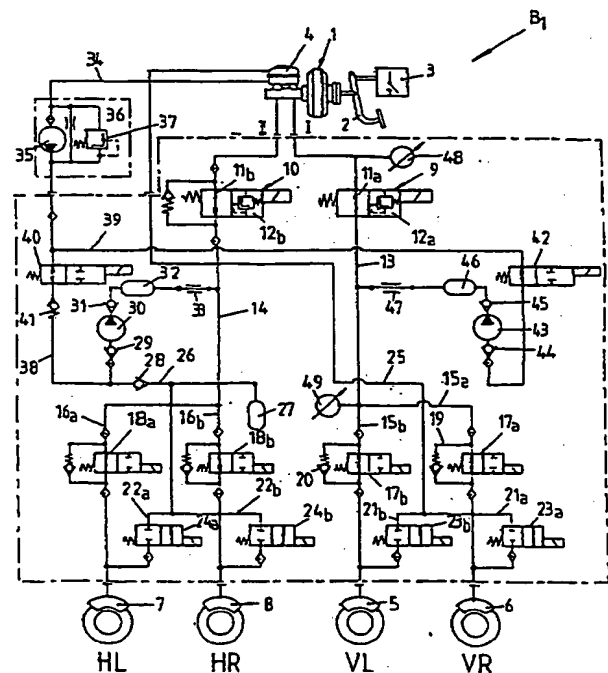 B1
4 1
34
3
36 37
35
2
II I
48
11b 10 11a 9
12b 12a
39
40 42
32 13 46
31 33 47 45
41 30 14 43
29 44
28 26 25
38 49 15a
27
16a 16b 15b 19
18a 18b 17a
20
17b
22a 22b 21b 21a
24a 24b 23b 23a
7 8 5 6
HL HR VL VR